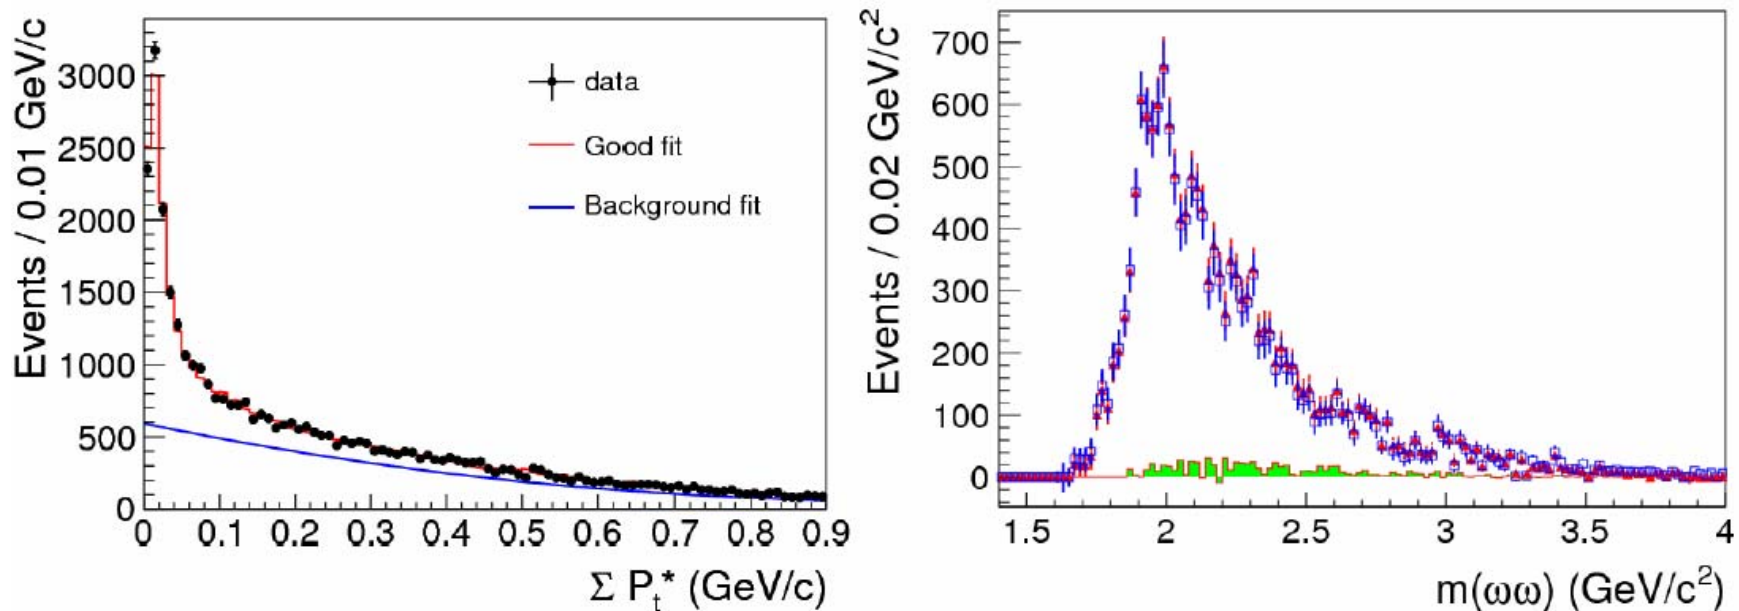 Events / 0.01 GeV/c
3000
2500
2000
1500
1000
500
0
0 0.1 0.2 0.3 0.4 0.5 0.6 0.7 0.8 0.9
Σ P_t^* (GeV/c)
data
Good fit
Background fit
Events / 0.02 GeV/c²
700
600
500
400
300
200
100
0
1.5 2 2.5 3 3.5 4
m(ωω) (GeV/c²)